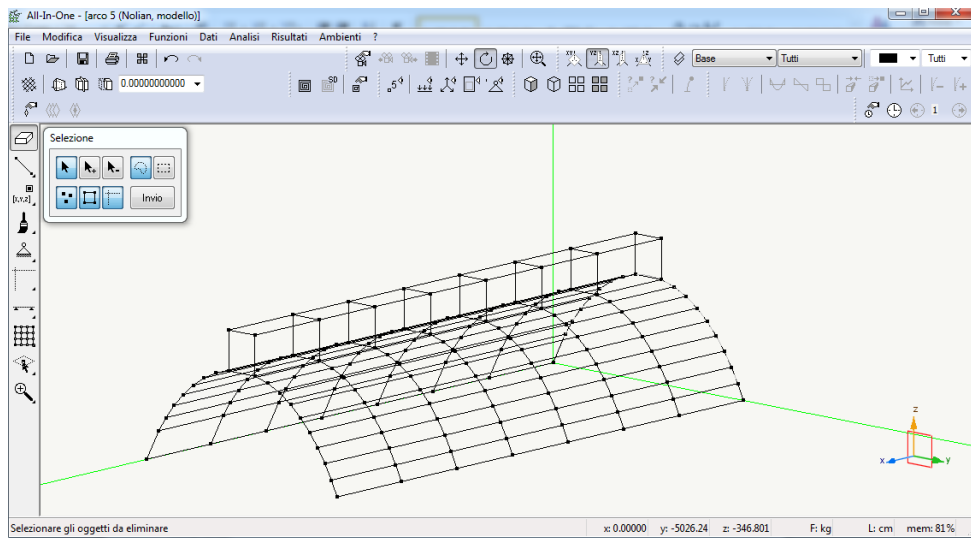 All-In-One - [arco 5 (Nolian, modello)]
File Modifica Visualizza Funzioni Dati Analisi Risultati Ambienti ?
Base Tutti Tutti
0.00000000000
SD
1
Selezione
Invio
[x,y,z]
z
x y
Selezionare gli oggetti da eliminare x: 0.00000 y: -5026.24 z: -346.801 F: kg L: cm mem: 81%